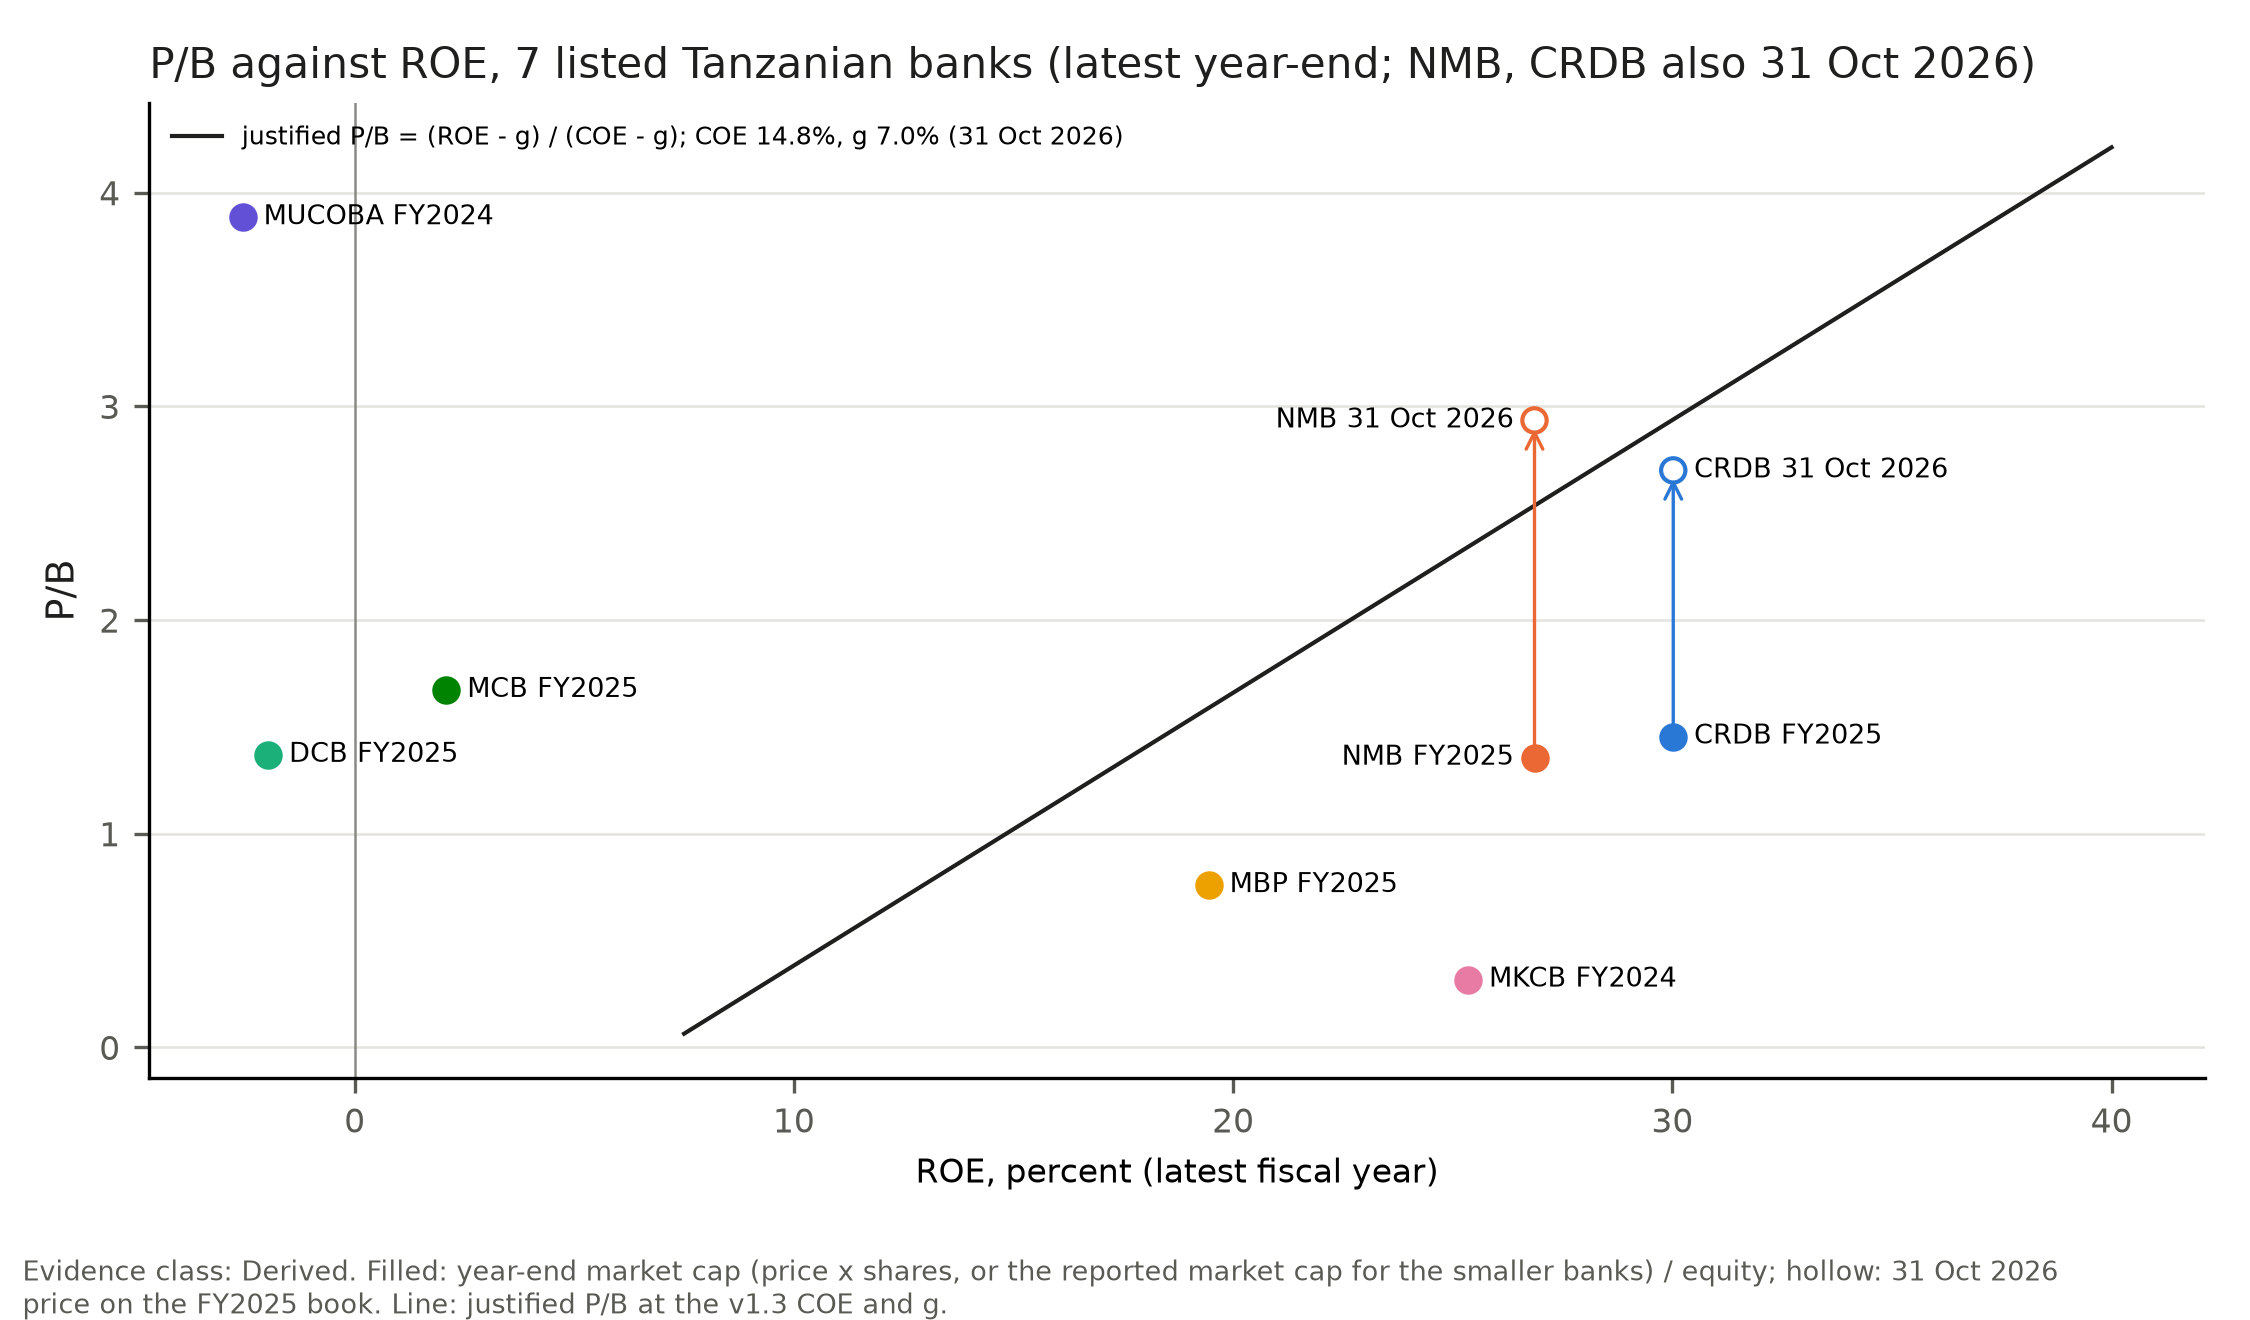 P/B against ROE, 7 listed Tanzanian banks (latest year-end; NMB, CRDB also 31 Oct 2026)
justified P/B = (ROE - g) / (COE - g); COE 14.8%, g 7.0% (31 Oct 2026)
4
MUCOBA FY2024
3
NMB 31 Oct 2026
CRDB 31 Oct 2026
P/B
2
MCB FY2025
DCB FY2025
NMB FY2025
CRDB FY2025
1
MBP FY2025
MKCB FY2024
0
0 10 20 30 40
ROE, percent (latest fiscal year)
Evidence class: Derived. Filled: year-end market cap (price x shares, or the reported market cap for the smaller banks) / equity; hollow: 31 Oct 2026
price on the FY2025 book. Line: justified P/B at the v1.3 COE and g.